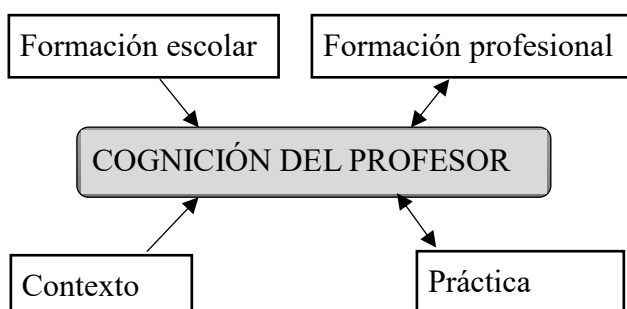 Formación escolar
Formación profesional
COGNICIÓN DEL PROFESOR
Contexto
Práctica